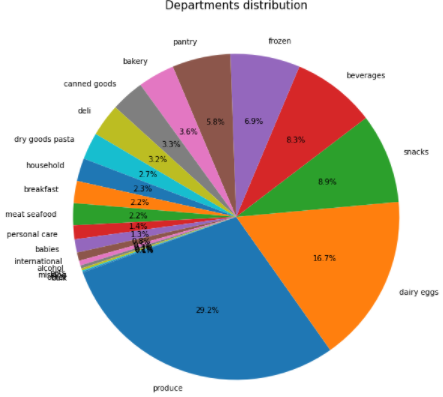 Departments distribution
frozen
pantry
bakery
beverages
canned goods
deli
snacks
dry goods pasta
household
breakfast
meat seafood
personal care
babies
international
alcohol
dairy eggs
produce
6.9%
5.8%
3.6%
8.3%
3.3%
3.2%
8.9%
2.7%
2.3%
2.2%
2.2%
1.4%
1.3%
16.7%
29.2%